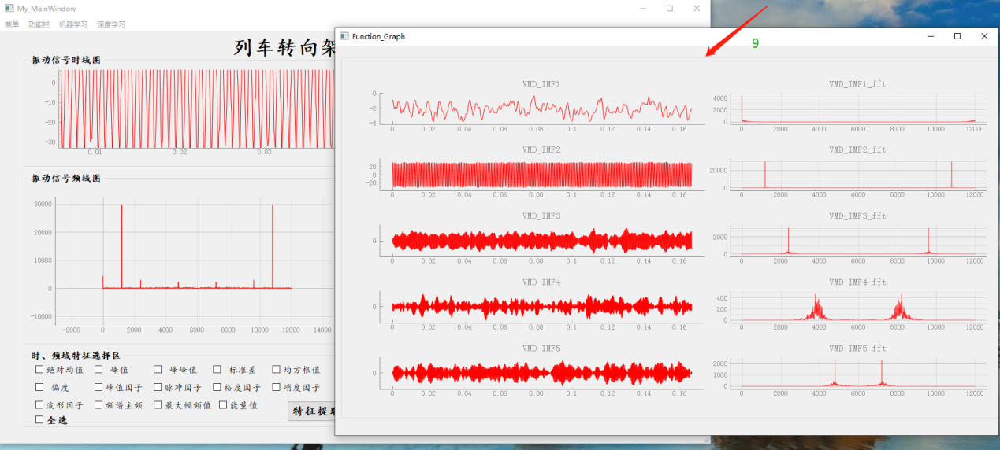 My_MainWindow
菜单 功能栏 机器学习 深度学习
列车转向架
振动信号时域图
0
-10
-20
-30
0.01 0.02 0.03
振动信号频域图
30000
20000
10000
0
-10000
-2000 0 2000 4000 6000 8000 10000 12000 14000
时、频域特征选择区
绝对均值 峰值 峰峰值 标准差 均方根值
偏度 峰值因子 脉冲因子 裕度因子 峭度因子
波形因子 频谱主频 最大幅频值 能量值
全选
特征提取
Function_Graph
9
VMD_IMF1
0
-4
0 0.02 0.04 0.06 0.08 0.1 0.12 0.14 0.16
VMD_IMF1_fft
4000
2000
0
0 2000 4000 6000 8000 10000 12000
VMD_IMF2
20
0
-20
0 0.02 0.04 0.06 0.08 0.1 0.12 0.14 0.16
VMD_IMF2_fft
20000
0
0 2000 4000 6000 8000 10000 12000
VMD_IMF3
0
0 0.02 0.04 0.06 0.08 0.1 0.12 0.14 0.16
VMD_IMF3_fft
2000
0
0 2000 4000 6000 8000 10000 12000
VMD_IMF4
0
0 0.02 0.04 0.06 0.08 0.1 0.12 0.14 0.16
VMD_IMF4_fft
400
200
0
0 2000 4000 6000 8000 10000 12000
VMD_IMF5
0
0 0.02 0.04 0.06 0.08 0.1 0.12 0.14 0.16
VMD_IMF5_fft
2000
1000
0
0 2000 4000 6000 8000 10000 12000